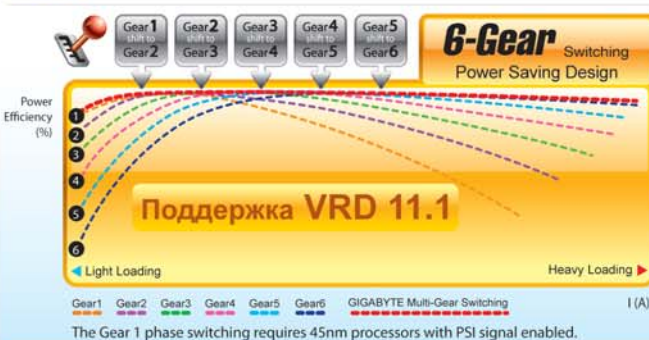 Gear1 shift to Gear2
Gear2 shift to Gear3
Gear3 shift to Gear4
Gear4 shift to Gear5
Gear5 shift to Gear6
6-Gear Switching
Power Saving Design
Power
Efficiency
(%)
1
2
3
4
5
6
Поддержка VRD 11.1
Light Loading
Heavy Loading
Gear1 Gear2 Gear3 Gear4 Gear5 Gear6 GIGABYTE Multi-Gear Switching I (A)
The Gear 1 phase switching requires 45nm processors with PSI signal enabled.